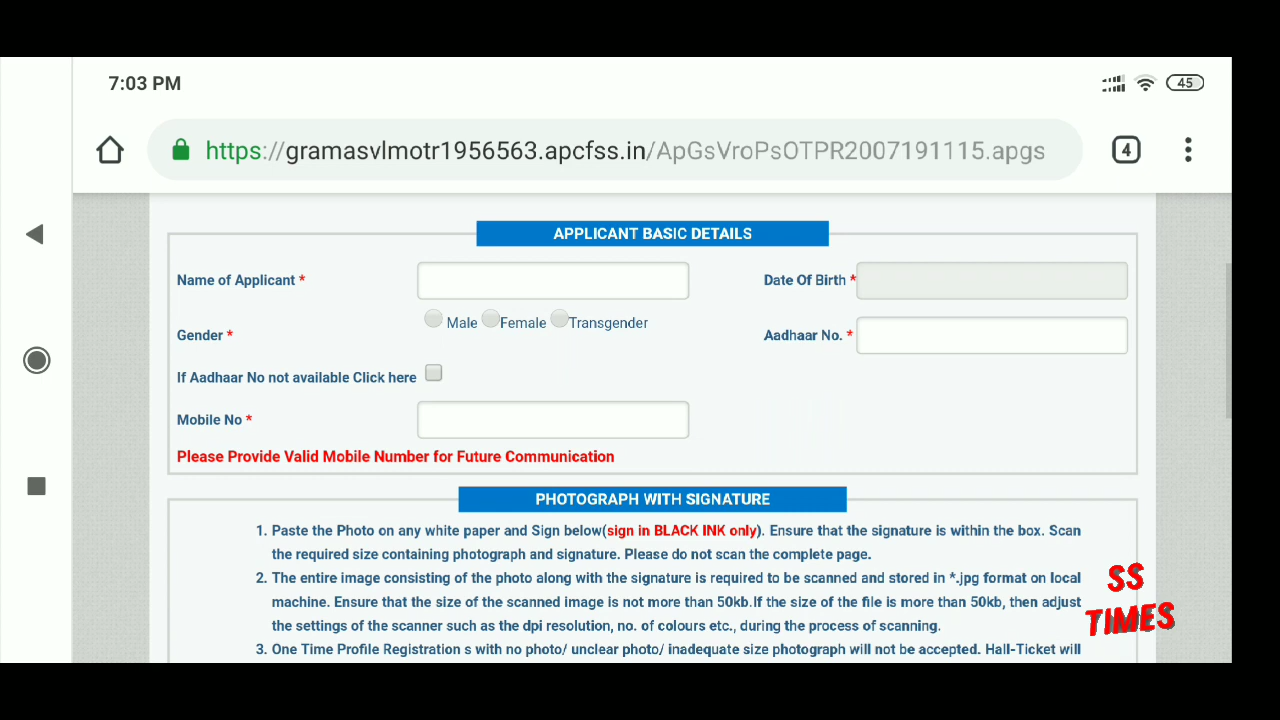 7:03 PM
45
https://gramasvlmotr1956563.apcfss.in/ApGsVroPsOTPR2007191115.apgs
4
APPLICANT BASIC DETAILS
Name of Applicant *
Date Of Birth *
Male Female Transgender
Gender *
Aadhaar No. *
If Aadhaar No not available Click here
Mobile No *
Please Provide Valid Mobile Number for Future Communication
PHOTOGRAPH WITH SIGNATURE
1. Paste the Photo on any white paper and Sign below(sign in BLACK INK only). Ensure that the signature is within the box. Scan
the required size containing photograph and signature. Please do not scan the complete page.
2. The entire image consisting of the photo along with the signature is required to be scanned and stored in *.jpg format on local
machine. Ensure that the size of the scanned image is not more than 50kb.If the size of the file is more than 50kb, then adjust
the settings of the scanner such as the dpi resolution, no. of colours etc., during the process of scanning.
3. One Time Profile Registration s with no photo/ unclear photo/ inadequate size photograph will not be accepted. Hall-Ticket will
SS
TIMES